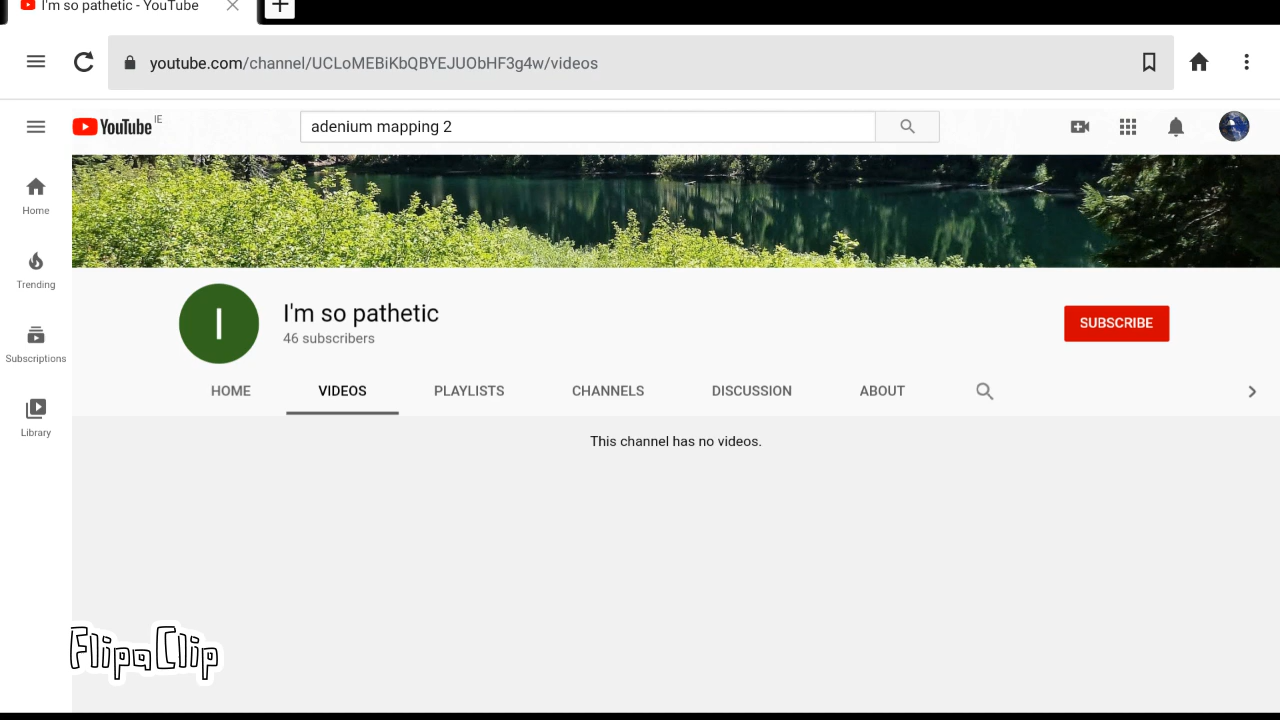 I'm so pathetic - YouTube
youtube.com/channel/UCLoMEBiKbQBYEJUObHF3g4w/videos
YouTube IE
adenium mapping 2
Home
Trending
Subscriptions
Library
I
I'm so pathetic
46 subscribers
SUBSCRIBE
HOME VIDEOS PLAYLISTS CHANNELS DISCUSSION ABOUT
This channel has no videos.
FlipaClip